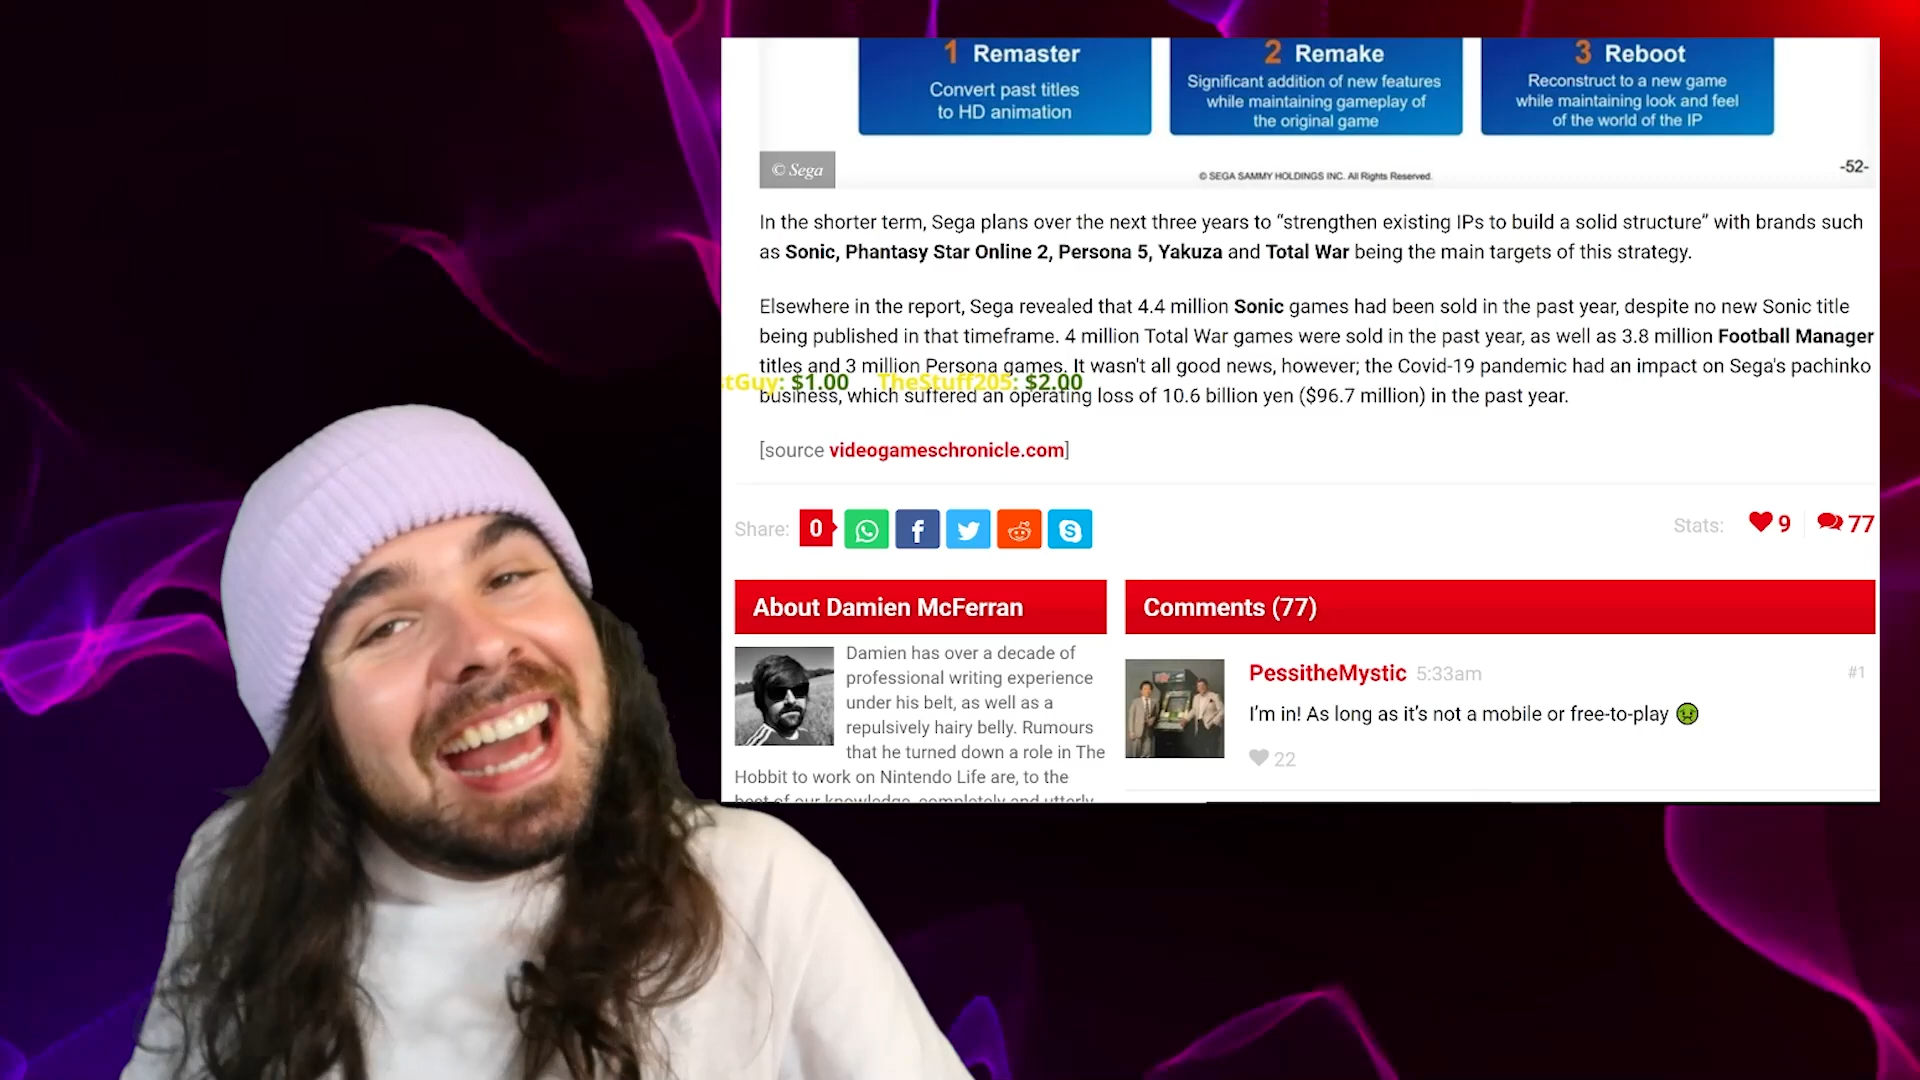 1 Remaster
Convert past titles
to HD animation
2 Remake
Significant addition of new features
while maintaining gameplay of
the original game
3 Reboot
Reconstruct to a new game
while maintaining look and feel
of the world of the IP
© Sega
© SEGA SAMMY HOLDINGS INC. All Rights Reserved.
-52-
In the shorter term, Sega plans over the next three years to “strengthen existing IPs to build a solid structure” with brands such
as Sonic, Phantasy Star Online 2, Persona 5, Yakuza and Total War being the main targets of this strategy.
Elsewhere in the report, Sega revealed that 4.4 million Sonic games had been sold in the past year, despite no new Sonic title
being published in that timeframe. 4 million Total War games were sold in the past year, as well as 3.8 million Football Manager
titles and 3 million Persona games. It wasn't all good news, however; the Covid-19 pandemic had an impact on Sega's pachinko
tGuy: $1.00 TheStuff205: $2.00
business, which suffered an operating loss of 10.6 billion yen ($96.7 million) in the past year.
[source videogameschronicle.com]
Share: 0
Stats: 9 77
About Damien McFerran
Damien has over a decade of
professional writing experience
under his belt, as well as a
repulsively hairy belly. Rumours
that he turned down a role in The
Hobbit to work on Nintendo Life are, to the
best of our knowledge, completely and utterly
Comments (77)
PessitheMystic 5:33am #1
I’m in! As long as it’s not a mobile or free-to-play 🤢
22